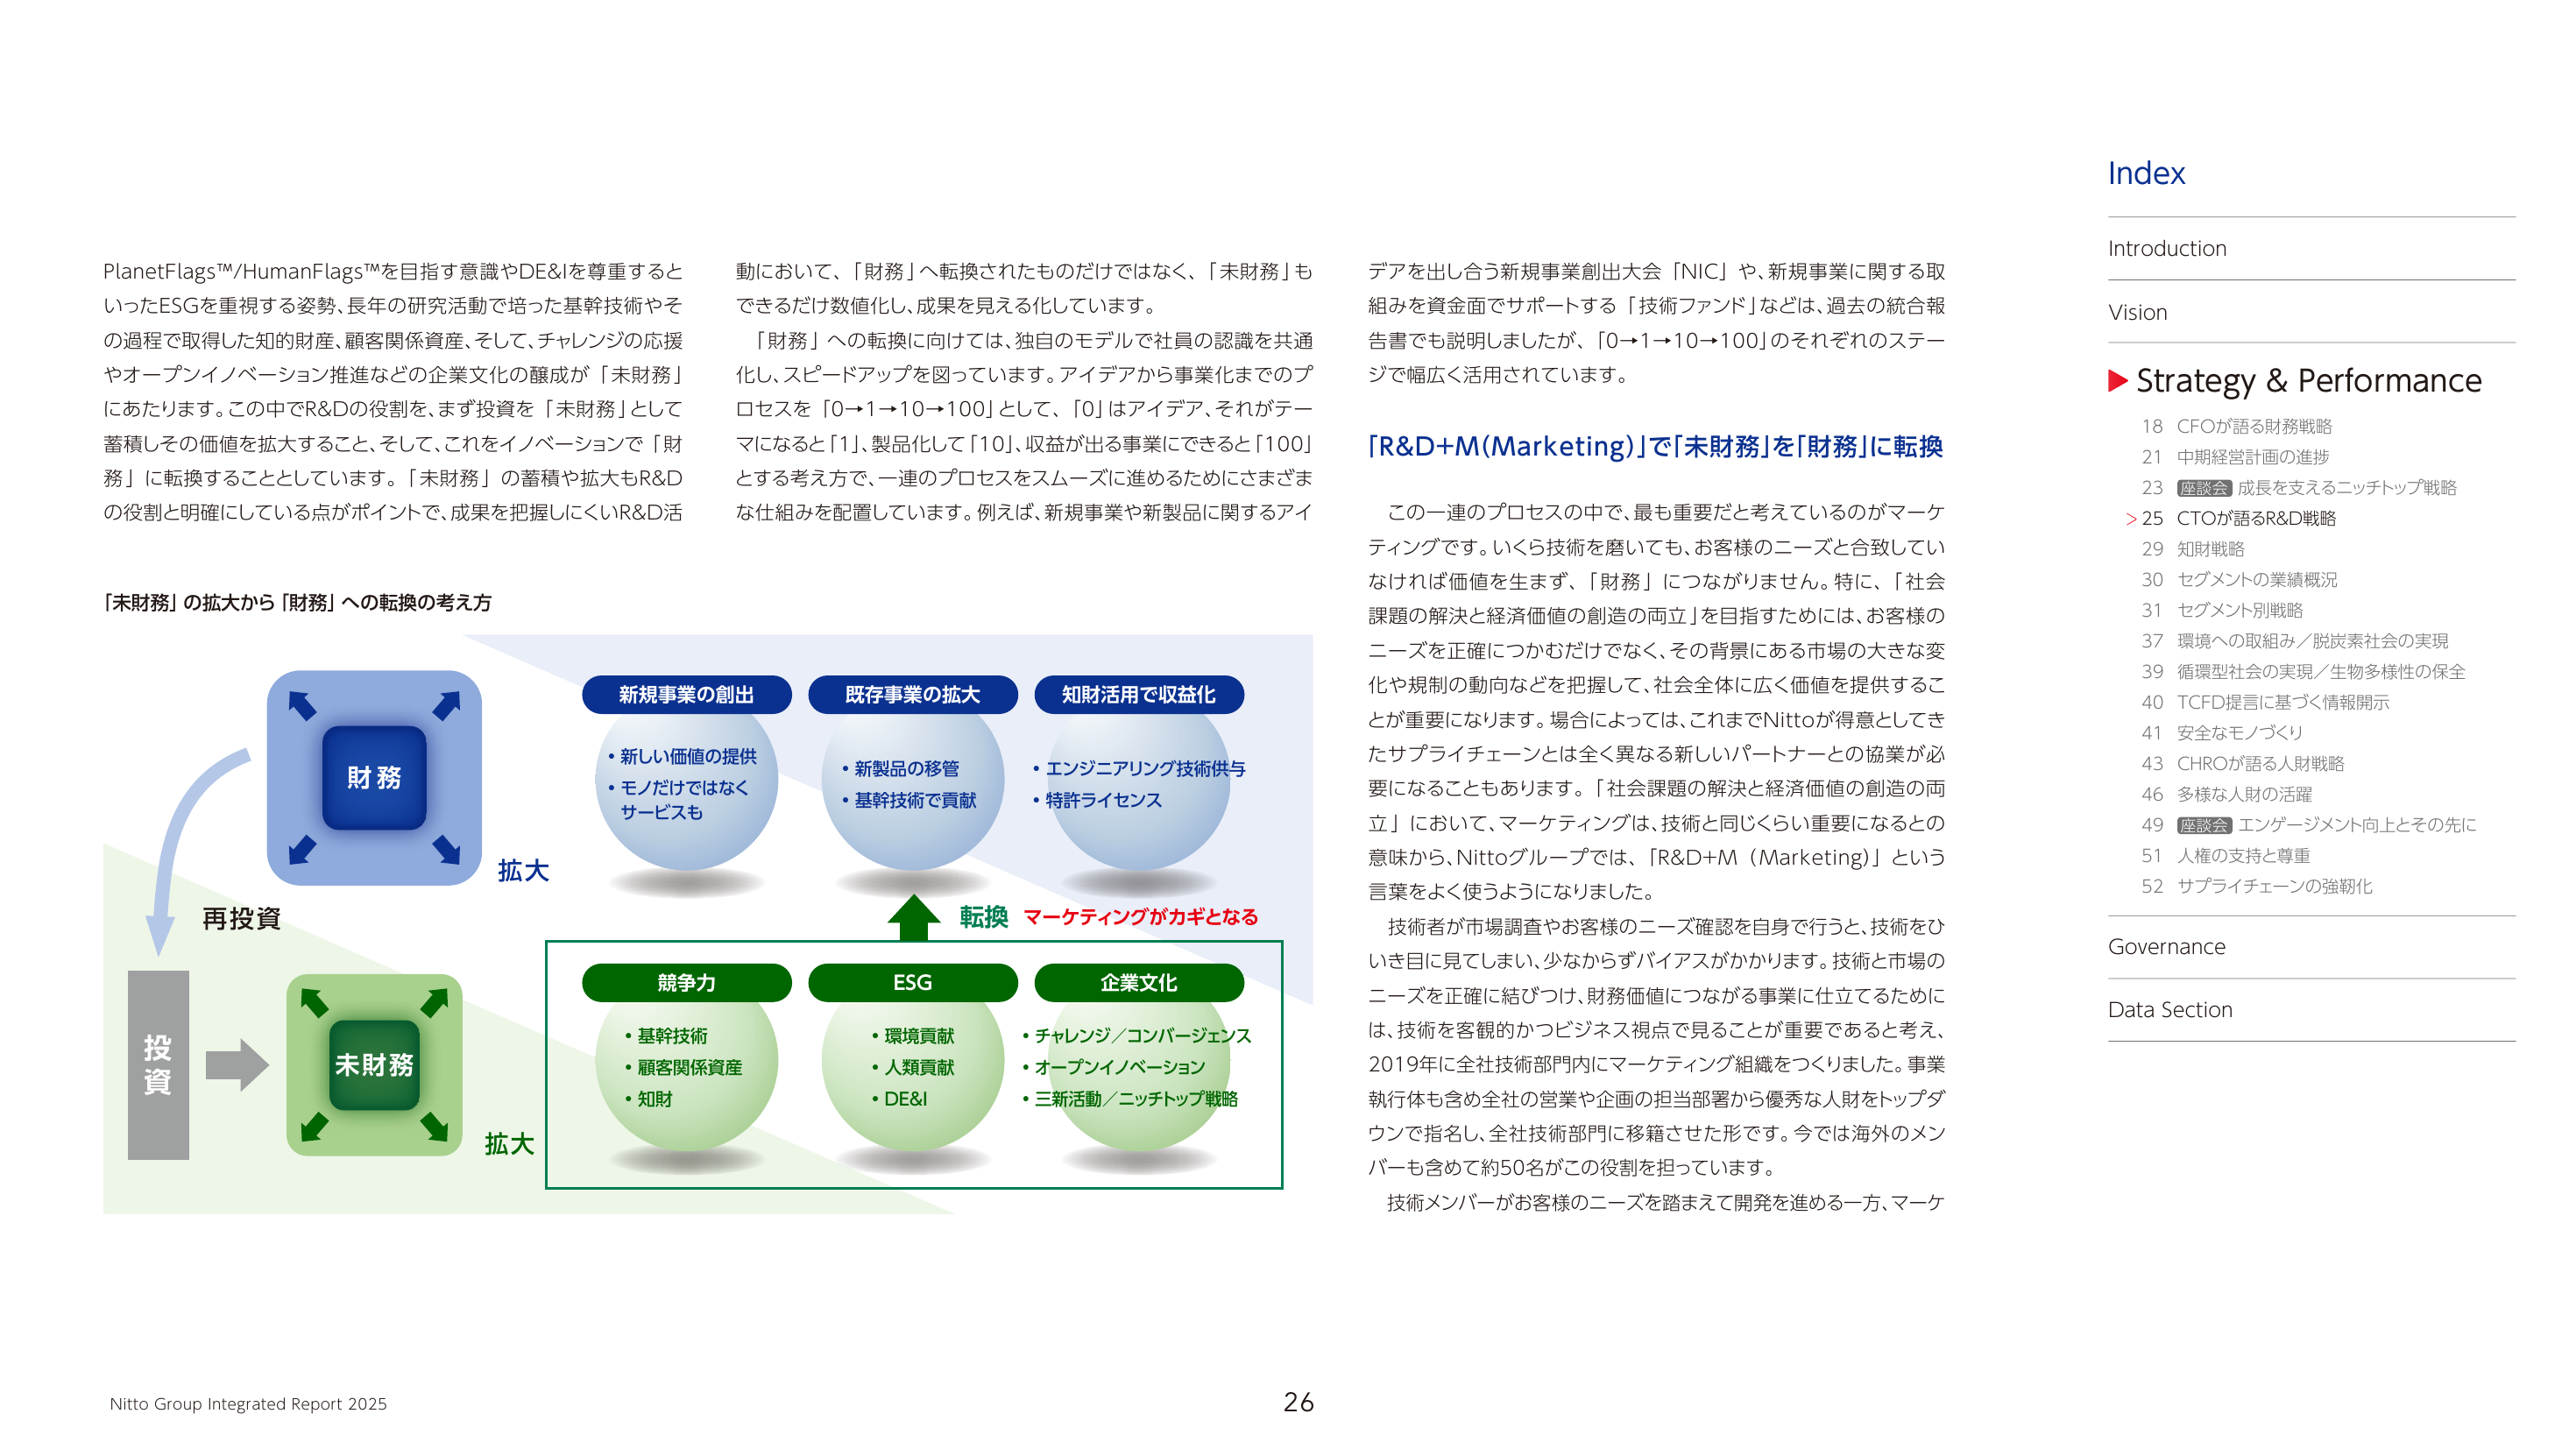 PlanetFlags™/HumanFlags™を目指す意識やDE&Iを尊重すると
いったESGを重視する姿勢、長年の研究活動で培った基幹技術やそ
の過程で取得した知的財産、顧客関係資産、そして、チャレンジの応援
やオープンイノベーション推進などの企業文化の醸成が「未財務」
にあたります。この中でR&Dの役割を、まず投資を「未財務」として
蓄積しその価値を拡大すること、そして、これをイノベーションで「財
務」に転換することとしています。「未財務」の蓄積や拡大もR&D
の役割と明確にしている点がポイントで、成果を把握しにくいR&D活
動において、「財務」へ転換されたものだけではなく、「未財務」も
できるだけ数値化し、成果を見える化しています。
「財務」への転換に向けては、独自のモデルで社員の認識を共通
化し、スピードアップを図っています。アイデアから事業化までのプ
ロセスを「0→1→10→100」として、「0」はアイデア、それがテー
マになると「1」、製品化して「10」、収益が出る事業にできると「100」
とする考え方で、一連のプロセスをスムーズに進めるためにさまざま
な仕組みを配置しています。例えば、新規事業や新製品に関するアイ
デアを出し合う新規事業創出大会「NIC」や、新規事業に関する取
組みを資金面でサポートする「技術ファンド」などは、過去の統合報
告書でも説明しましたが、「0→1→10→100」のそれぞれのステー
ジで幅広く活用されています。
「R&D+M(Marketing)」で「未財務」を「財務」に転換
この一連のプロセスの中で、最も重要だと考えているのがマーケ
ティングです。いくら技術を磨いても、お客様のニーズと合致してい
なければ価値を生まず、「財務」につながりません。特に、「社会
課題の解決と経済価値の創造の両立」を目指すためには、お客様の
ニーズを正確につかむだけでなく、その背景にある市場の大きな変
化や規制の動向などを把握して、社会全体に広く価値を提供するこ
とが重要になります。場合によっては、これまでNittoが得意としてき
たサプライチェーンとは全く異なる新しいパートナーとの協業が必
要になることもあります。「社会課題の解決と経済価値の創造の両
立」において、マーケティングは、技術と同じくらい重要になるとの
意味から、Nittoグループでは、「R&D+M（Marketing)」という
言葉をよく使うようになりました。
技術者が市場調査やお客様のニーズ確認を自身で行うと、技術をひ
いき目に見てしまい、少なからずバイアスがかかります。技術と市場の
ニーズを正確に結びつけ、財務価値につながる事業に仕立てるために
は、技術を客観的かつビジネス視点で見ることが重要であると考え、
2019年に全社技術部門内にマーケティング組織をつくりました。事業
執行体も含め全社の営業や企画の担当部署から優秀な人財をトップダ
ウンで指名し、全社技術部門に移籍させた形です。今では海外のメン
バーも含めて約50名がこの役割を担っています。
技術メンバーがお客様のニーズを踏まえて開発を進める一方、マーケ
「未財務」の拡大から「財務」への転換の考え方
財務
拡大
再投資
投資
未財務
拡大
新規事業の創出
・新しい価値の提供
・モノだけではなく
サービスも
既存事業の拡大
・新製品の移管
・基幹技術で貢献
知財活用で収益化
・エンジニアリング技術供与
・特許ライセンス
転換 マーケティングがカギとなる
競争力
・基幹技術
・顧客関係資産
・知財
ESG
・環境貢献
・人類貢献
・DE&I
企業文化
・チャレンジ／コンバージェンス
・オープンイノベーション
・三新活動／ニッチトップ戦略
Index
Introduction
Vision
Strategy & Performance
18 CFOが語る財務戦略
21 中期経営計画の進捗
23 座談会 成長を支えるニッチトップ戦略
> 25 CTOが語るR&D戦略
29 知財戦略
30 セグメントの業績概況
31 セグメント別戦略
37 環境への取組み／脱炭素社会の実現
39 循環型社会の実現／生物多様性の保全
40 TCFD提言に基づく情報開示
41 安全なモノづくり
43 CHROが語る人財戦略
46 多様な人財の活躍
49 座談会 エンゲージメント向上とその先に
51 人権の支持と尊重
52 サプライチェーンの強靭化
Governance
Data Section
Nitto Group Integrated Report 2025
26